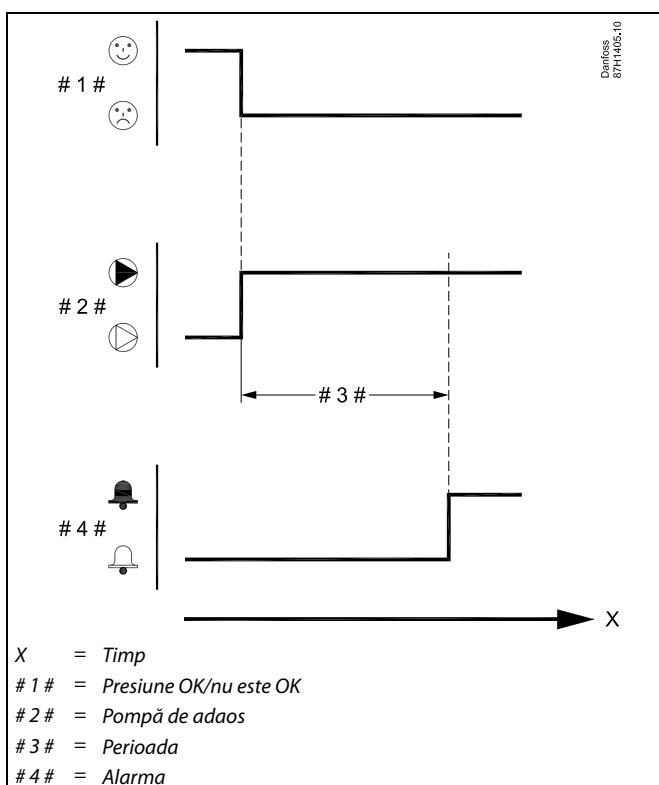 Danfoss
87H1405.10
# 1 #
# 2 #
# 3 #
# 4 #
X
X = Timp
# 1 # = Presiune OK/nu este OK
# 2 # = Pompă de adaos
# 3 # = Perioada
# 4 # = Alarma